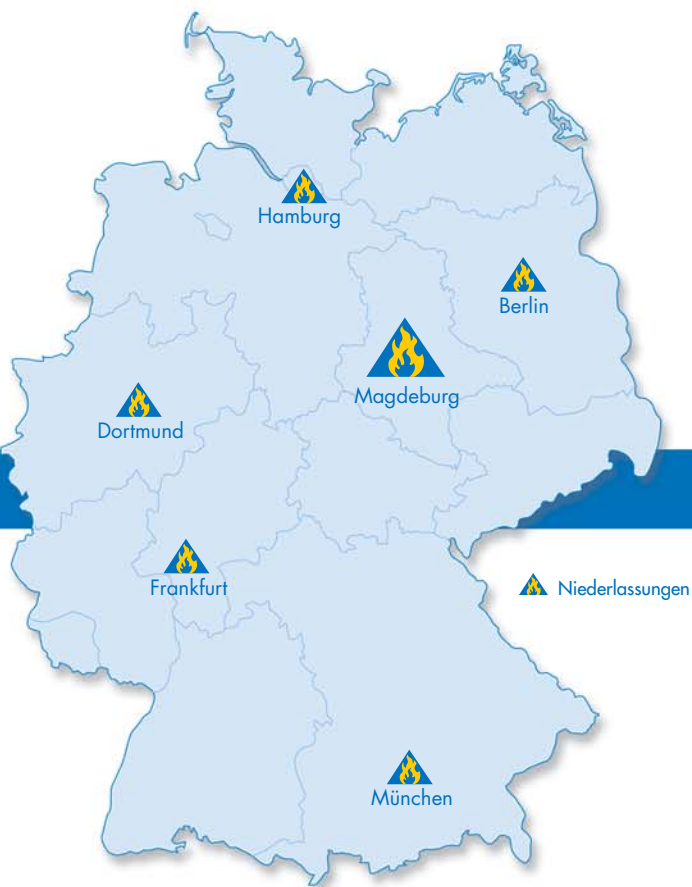 Hamburg
Berlin
Magdeburg
Dortmund
Frankfurt
Niederlassungen
München